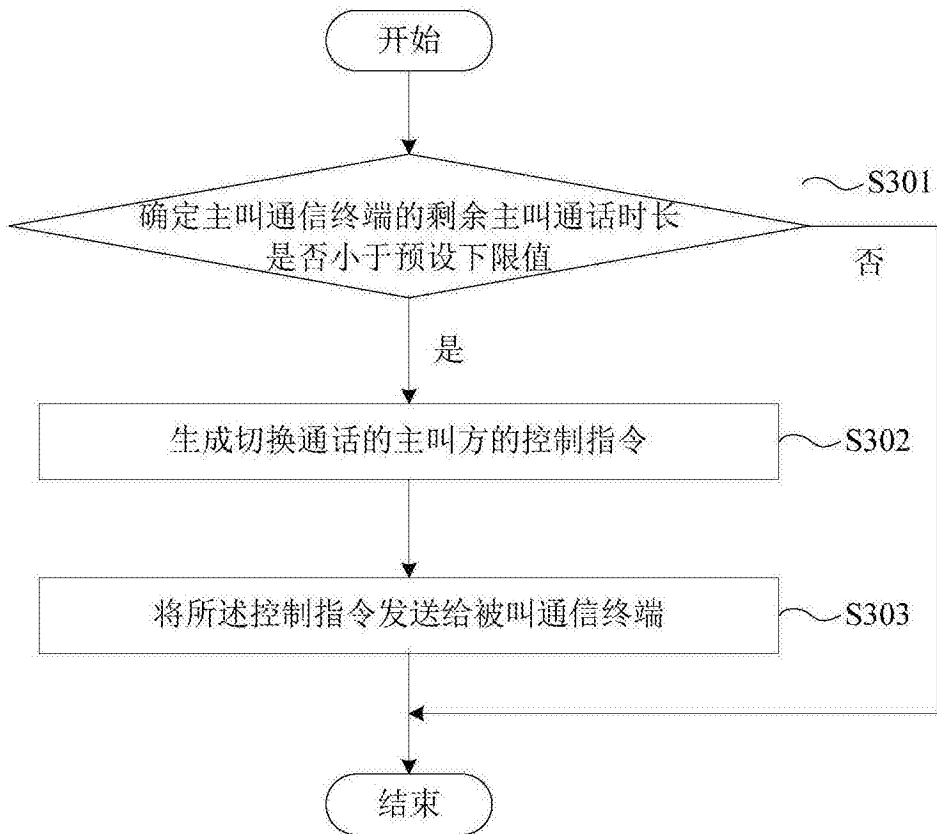 开始
S301
确定主叫通信终端的剩余主叫通话时长
是否小于预设下限值
否
是
生成切换通话的主叫方的控制指令
S302
将所述控制指令发送给被叫通信终端
S303
结束